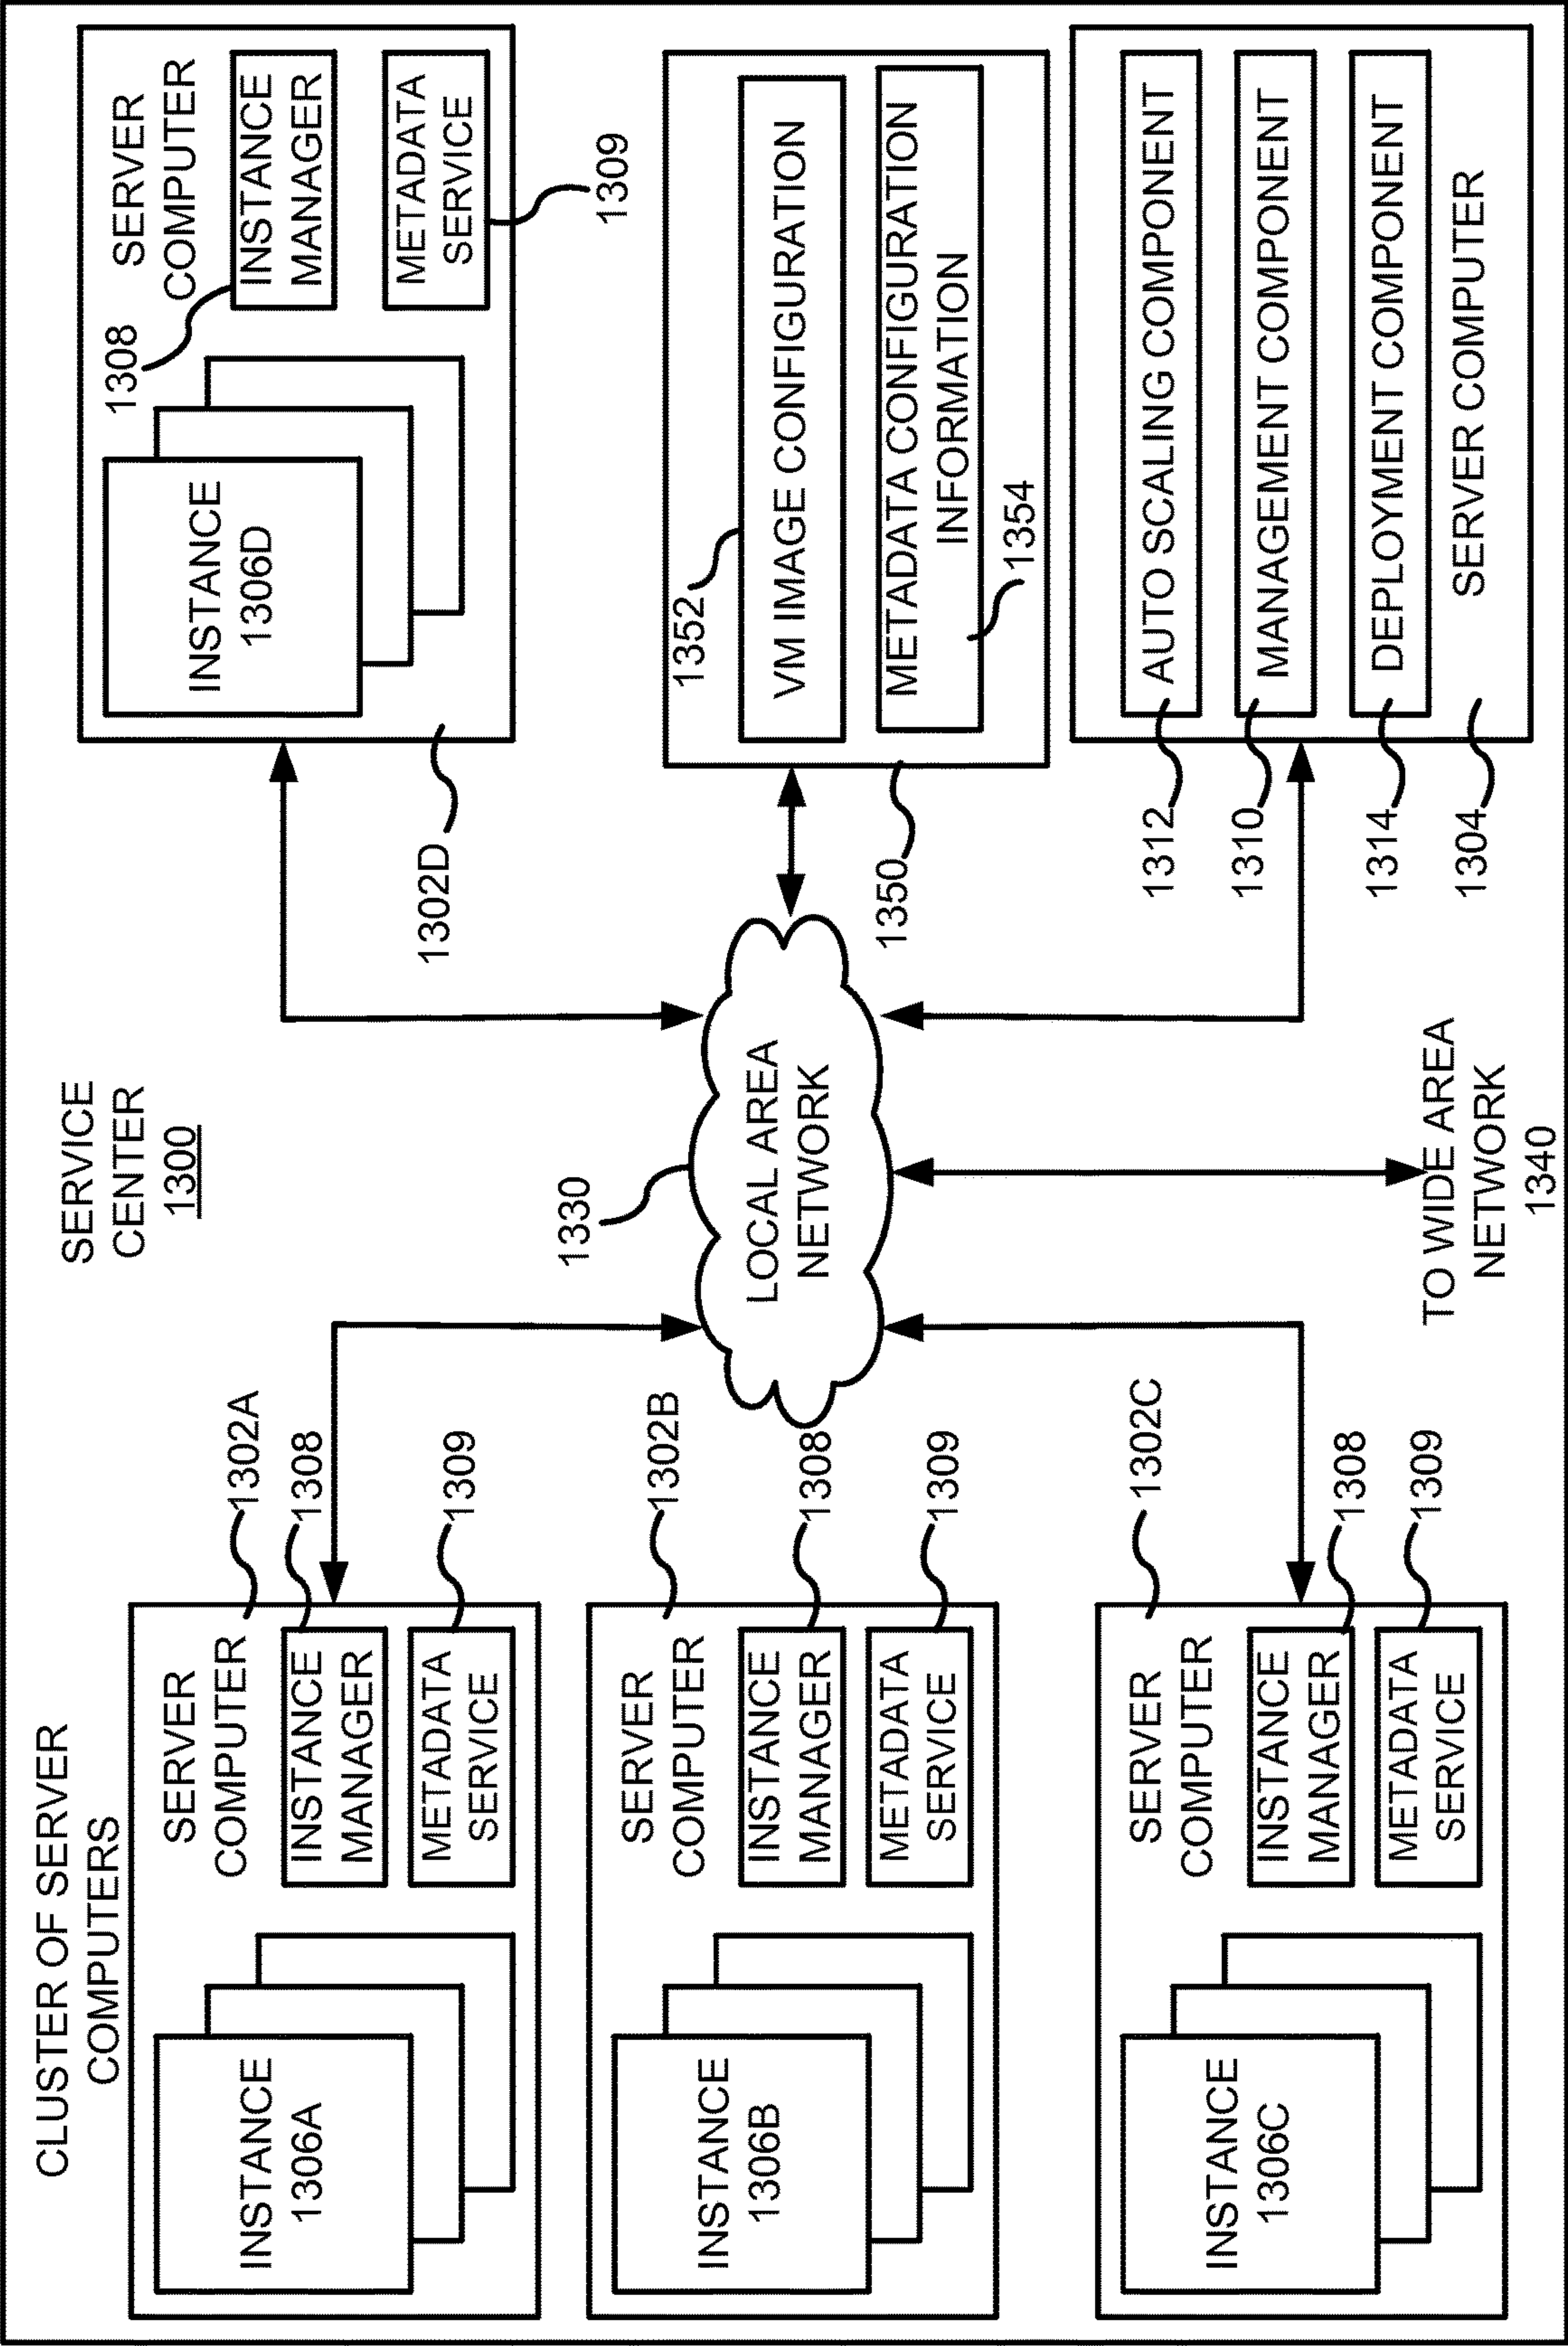 CLUSTER OF SERVER
COMPUTERS
INSTANCE
1306A
SERVER
COMPUTER
INSTANCE
MANAGER
METADATA
SERVICE
1302A
1308
1309
INSTANCE
1306B
SERVER
COMPUTER
INSTANCE
MANAGER
METADATA
SERVICE
1302B
1308
1309
INSTANCE
1306C
SERVER
COMPUTER
INSTANCE
MANAGER
METADATA
SERVICE
1302C
1308
1309
SERVICE
CENTER
1300
1330
LOCAL AREA
NETWORK
TO WIDE AREA
NETWORK
1340
INSTANCE
1306D
1308
SERVER
COMPUTER
INSTANCE
MANAGER
METADATA
SERVICE
1309
1302D
1352
VM IMAGE CONFIGURATION
METADATA CONFIGURATION
INFORMATION
1354
1350
1312
AUTO SCALING COMPONENT
1310
MANAGEMENT COMPONENT
1314
DEPLOYMENT COMPONENT
1304
SERVER COMPUTER